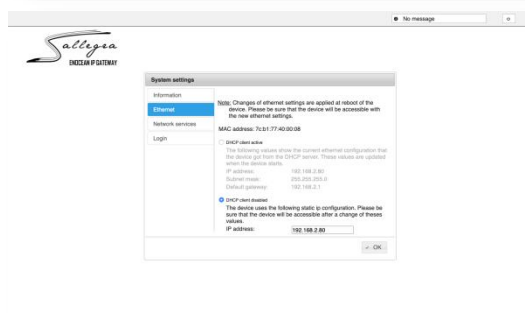 No message
allegra
ENOCEAN IP GATEWAY
System settings
Information
Ethernet
Network services
Login
Note: Changes of ethernet settings are applied at reboot of the
device. Please be sure that the device will be accessible with
the new ethernet settings.
MAC address: 7c:b1:77:40:00:08
DHCP client active
The following values show the current ethernet configuration that
the device got from the DHCP server. These values are updated
when the device starts.
IP address: 192.168.2.80
Subnet mask: 255.255.255.0
Default gateway: 192.168.2.1
DHCP client disabled
The device uses the following static ip configuration. Please be
sure that the device will be accessible after a change of theses
values.
IP address: 192.168.2.80
OK